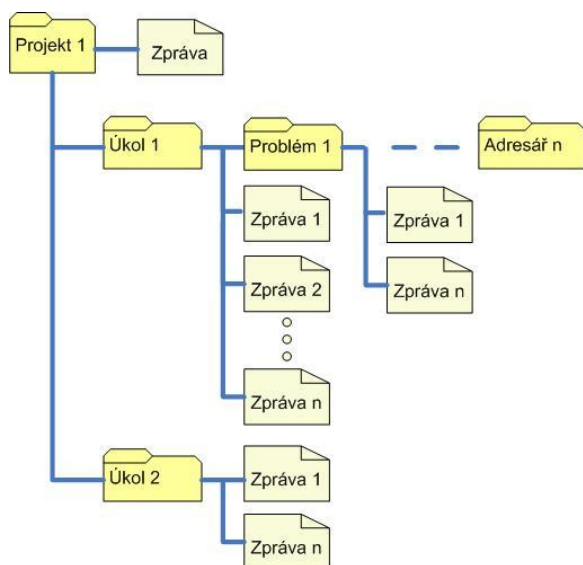 Projekt 1
Zpráva
Úkol 1
Problém 1
Adresář n
Zpráva 1
Zpráva 1
Zpráva 2
Zpráva n
Zpráva n
Úkol 2
Zpráva 1
Zpráva n